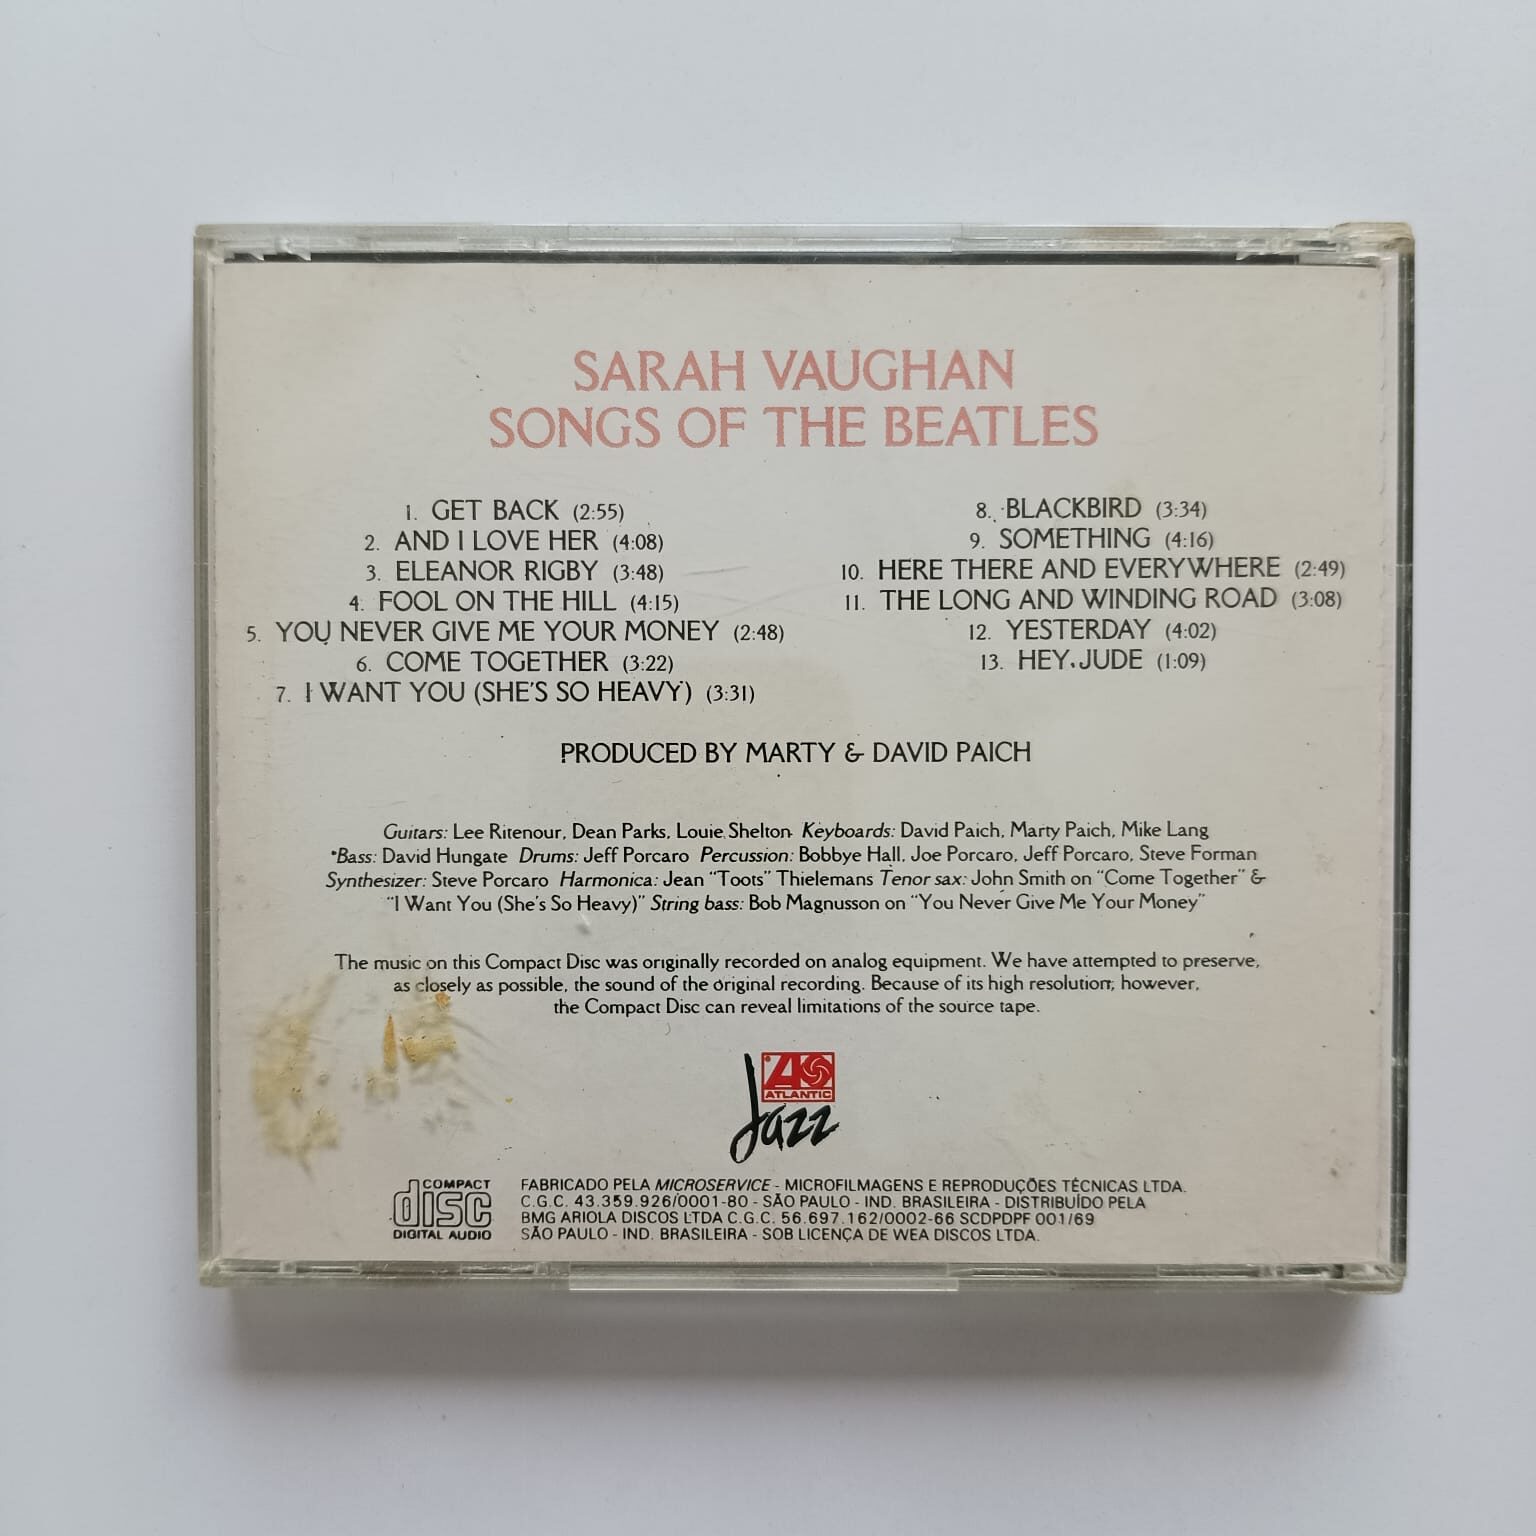 SARAH VAUGHAN
SONGS OF THE BEATLES
1. GET BACK (2:55)
2. AND I LOVE HER (4:08)
3. ELEANOR RIGBY (3:48)
4. FOOL ON THE HILL (4:15)
5. YOU NEVER GIVE ME YOUR MONEY (2:48)
6. COME TOGETHER (3:22)
7. I WANT YOU (SHE'S SO HEAVY) (3:31)
8. BLACKBIRD (3:34)
9. SOMETHING (4:16)
10. HERE THERE AND EVERYWHERE (2:49)
11. THE LONG AND WINDING ROAD (3:08)
12. YESTERDAY (4:02)
13. HEY JUDE (1:09)
PRODUCED BY MARTY & DAVID PAICH
Guitars: Lee Ritenour, Dean Parks, Louie Shelton Keyboards: David Paich, Marty Paich, Mike Lang
Bass: David Hungate Drums: Jeff Porcaro Percussion: Bobbye Hall, Joe Porcaro, Jeff Porcaro, Steve Forman
Synthesizer: Steve Porcaro Harmonica: Jean "Toots" Thielemans Tenor sax: John Smith on "Come Together" &
"I Want You (She's So Heavy)" String bass: Bob Magnusson on "You Never Give Me Your Money"
The music on this Compact Disc was originally recorded on analog equipment. We have attempted to preserve,
as closely as possible, the sound of the original recording. Because of its high resolution, however,
the Compact Disc can reveal limitations of the source tape.
ATLANTIC
Jazz
COMPACT
disc
DIGITAL AUDIO
FABRICADO PELA MICROSERVICE - MICROFILMAGENS E REPRODUÇÕES TÉCNICAS LTDA.
C.G.C. 43.359.926/0001-80 - SÃO PAULO - IND. BRASILEIRA - DISTRIBUÍDO PELA
BMG ARIOLA DISCOS LTDA C.G.C. 56.697.162/0002-66 SCDPDPF 001/69
SÃO PAULO - IND. BRASILEIRA - SOB LICENÇA DE WEA DISCOS LTDA.